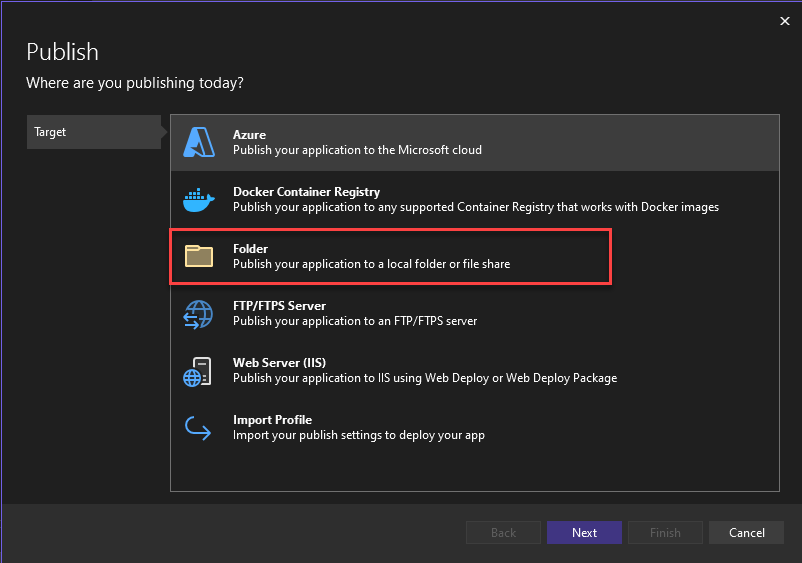 Publish
Where are you publishing today?
Target
Azure
Publish your application to the Microsoft cloud
Docker Container Registry
Publish your application to any supported Container Registry that works with Docker images
Folder
Publish your application to a local folder or file share
FTP/FTPS Server
Publish your application to an FTP/FTPS server
Web Server (IIS)
Publish your application to IIS using Web Deploy or Web Deploy Package
Import Profile
Import your publish settings to deploy your app
Back
Next
Finish
Cancel